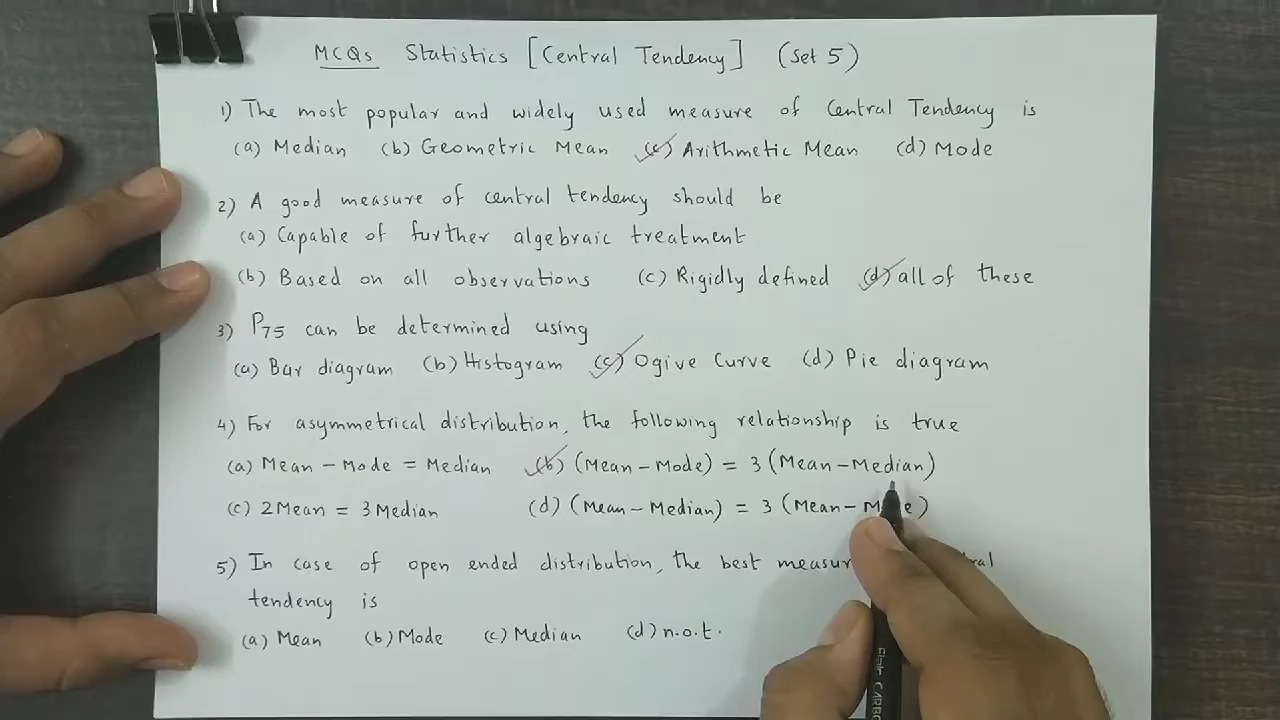 MCQs Statistics [Central Tendency] (Set 5)
1) The most popular and widely used measure of Central Tendency is
(a) Median (b) Geometric Mean (c) Arithmetic Mean (d) Mode
2) A good measure of central tendency should be
(a) Capable of further algebraic treatment
(b) Based on all observations (c) Rigidly defined (d) all of these
3) P75 can be determined using
(a) Bar diagram (b) Histogram (c) Ogive Curve (d) Pie diagram
4) For asymmetrical distribution, the following relationship is true
(a) Mean - Mode = Median (b) (Mean - Mode) = 3 (Mean - Median)
(c) 2 Mean = 3 Median (d) (Mean - Median) = 3 (Mean -
5) In case of open ended distribution, the best
tendency is
(a) Mean (b) Mode (c) Median (d) n.o.t.